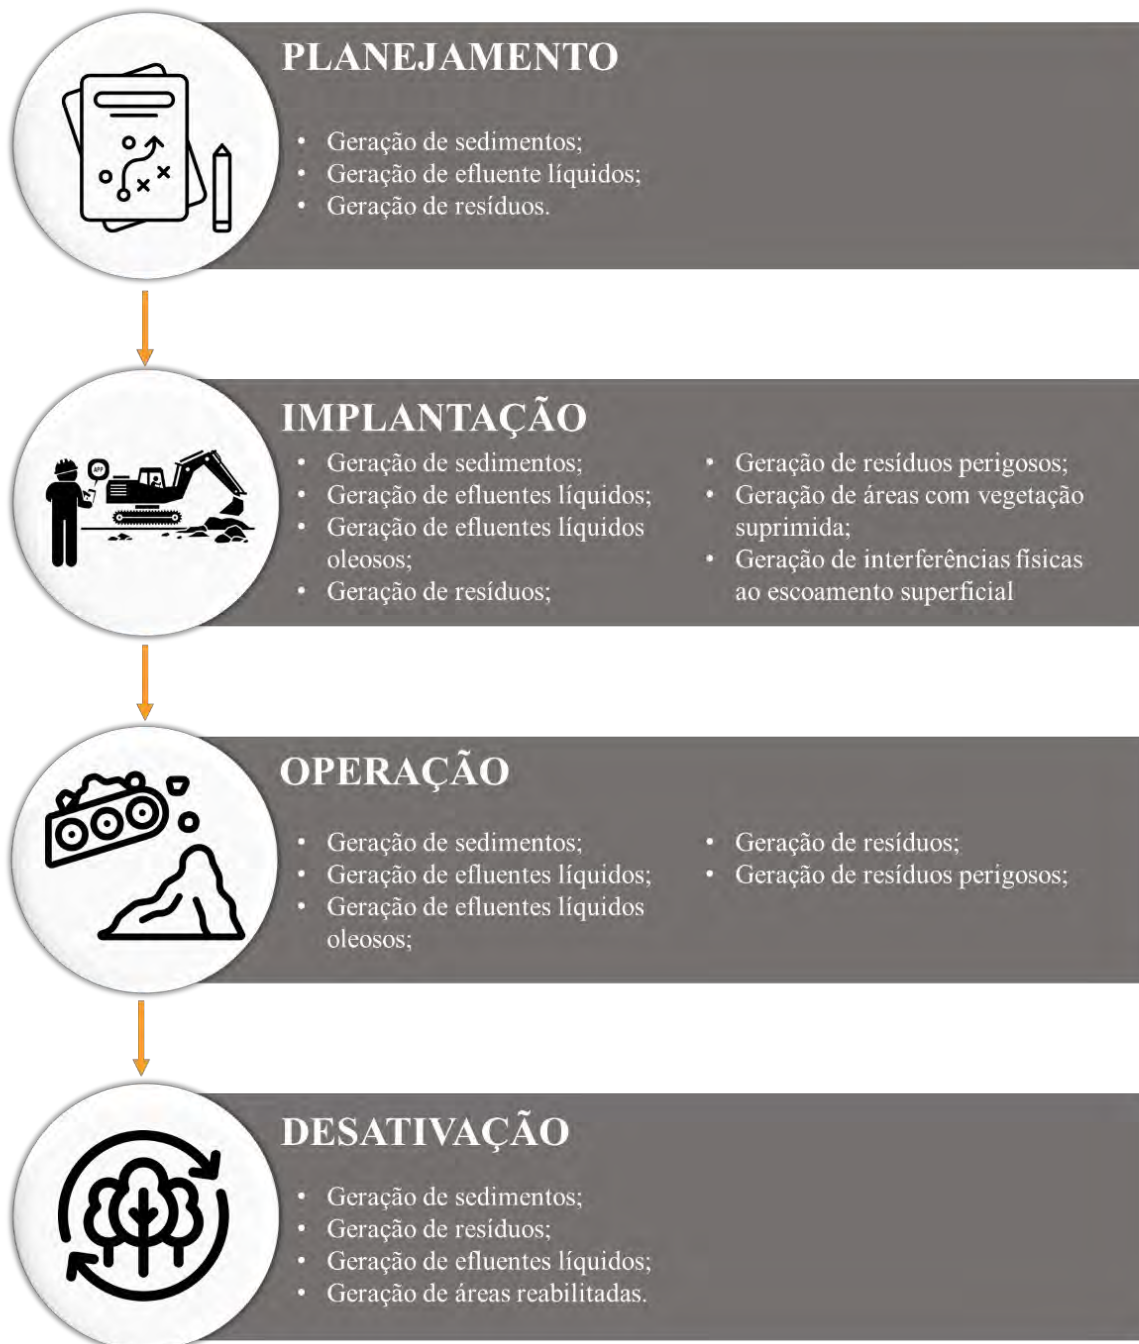 PLANEJAMENTO
• Geração de sedimentos;
• Geração de efluente líquidos;
• Geração de resíduos.
IMPLANTAÇÃO
• Geração de sedimentos;
• Geração de efluentes líquidos;
• Geração de efluentes líquidos
oleosos;
• Geração de resíduos;
• Geração de resíduos perigosos;
• Geração de áreas com vegetação
suprimida;
• Geração de interferências físicas
ao escoamento superficial
OPERAÇÃO
• Geração de sedimentos;
• Geração de efluentes líquidos;
• Geração de efluentes líquidos
oleosos;
• Geração de resíduos;
• Geração de resíduos perigosos;
DESATIVAÇÃO
• Geração de sedimentos;
• Geração de resíduos;
• Geração de efluentes líquidos;
• Geração de áreas reabilitadas.